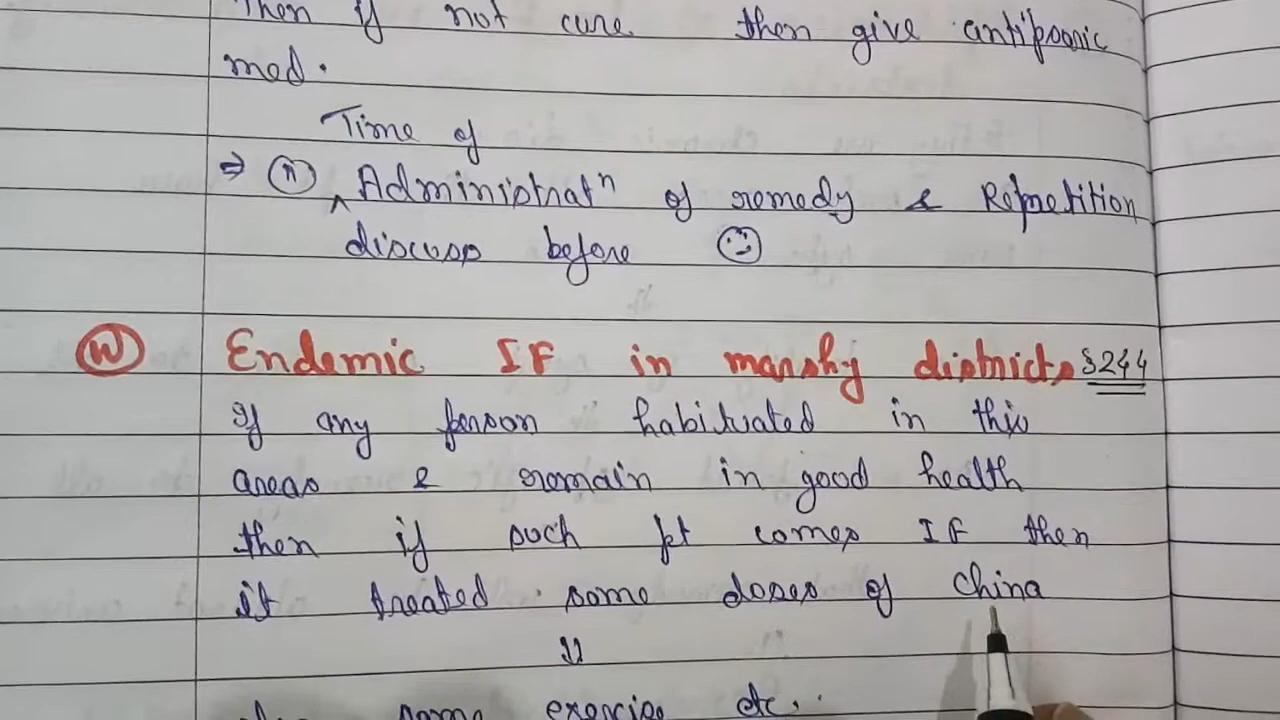 Then if not cure then give antipsoric
med.
Time of
⇒ (n) ^ Administratⁿ of remedy & Repetition
discuss before ☺
(W) Endemic IF in marshy districts §244
If any person habituated in this
areas & remain in good health
then if such pt comes IF then
it treated some doses of China
"
also some exercise etc..